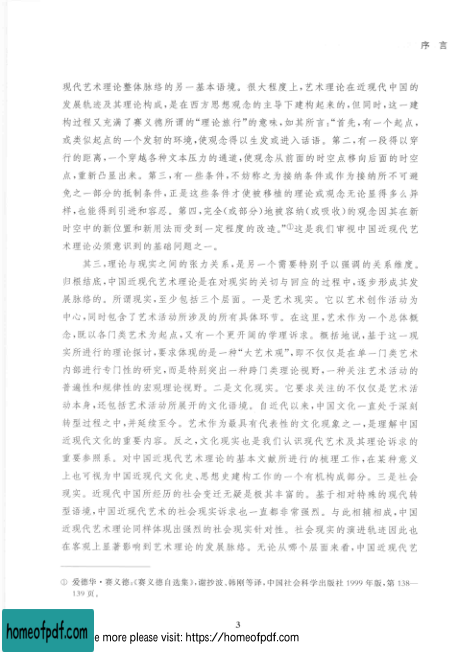 序 言
现代艺术理论整体脉络的另一基本语境。很大程度上,艺术理论在近现代中国的
发展轨迹及其理论构成,是在西方思想观念的主导下建构起来的,但同时,这一建
构过程又充满了赛义德所谓的“理论旅行”的意味,如其所言:“首先,有一个起点,
或类似起点的一个发轫的环境,使观念得以生发或进入话语。第二,有一段得以穿
行的距离,一个穿越各种文本压力的通道,使观念从前面的时空点移向后面的时空
点,重新凸显出来。第三,有一些条件,不妨称之为接纳条件或作为接纳所不可避
免之一部分的抵制条件,正是这些条件才使被移植的理论或观念无论显得多么异
样,也能得到引进和容忍。第四,完全(或部分)地被容纳(或吸收)的观念因其在新
时空中的新位置和新用法而受到一定程度的改造。”①这是我们审视中国近现代艺
术理论必须意识到的基础问题之一。
其三,理论与现实之间的张力关系,是另一个需要特别予以强调的关系维度。
归根结底,中国近现代艺术理论是在对现实的关切与回应的过程中,逐步形成其发
展脉络的。所谓现实,至少包括三个层面。一是艺术现实。它以艺术创作活动为
中心,同时包含了艺术活动所涉及的所有具体环节。在这里,艺术作为一个总体概
念,既以各门类艺术为起点,又有一个更开阔的学理诉求。概括地说,基于这一现
实所进行的理论探讨,要求体现的是一种“大艺术观”,即不仅仅是在单一门类艺术
内部进行专门性的研究,而是特别突出一种跨门类理论视野,一种关注艺术活动的
普遍性和规律性的宏观理论视野。二是文化现实。它要求关注的不仅仅是艺术活
动本身,还包括艺术活动所展开的文化语境。自近代以来,中国文化一直处于深刻
转型过程之中,并延续至今。艺术作为最具有代表性的文化现象之一,是理解中国
近现代文化的重要内容。反之,文化现实也是我们认识现代艺术及其理论诉求的
重要参照系。对中国近现代艺术理论的基本文献所进行的梳理工作,在某种意义
上也可视为中国近现代文化史、思想史建构工作的一个有机构成部分。三是社会
现实。近现代中国所经历的社会变迁无疑是极其丰富的。基于相对特殊的现代转
型语境,中国近现代艺术的社会现实诉求也一直都非常强烈。与此相辅相成,中国
近现代艺术理论同样体现出强烈的社会现实针对性。社会现实的演进轨迹因此也
在客观上显著影响到艺术理论的发展脉络。无论从哪个层面来看,中国近现代艺
① 爱德华·赛义德:《赛义德自选集》,谢少波、韩刚等译,中国社会科学出版社 1999 年版,第 138—
139 页。
3
homeofpdf.com
e more please visit: https://homeofpdf.com